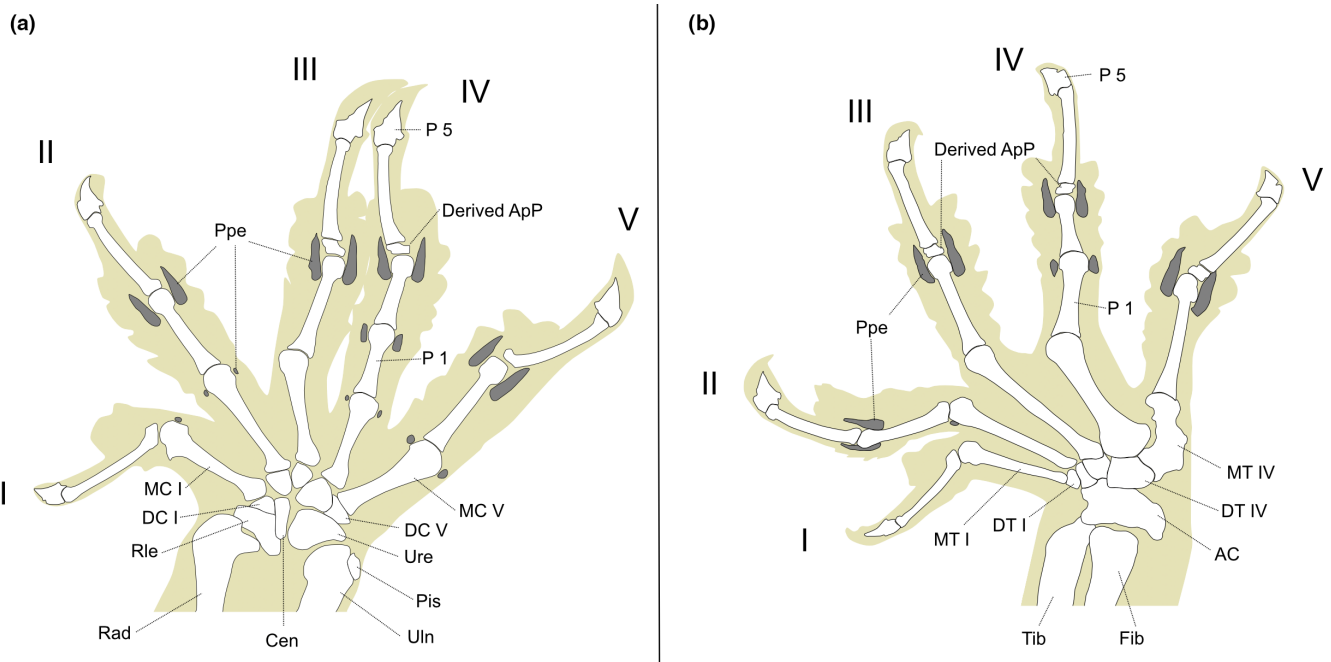 (a)
III
IV
P 5
II
Derived ApP
V
Ppe
P 1
I
MC I
DC I
Rle
MC V
DC V
Ure
Pis
Rad
Cen
Uln
(b)
IV
P 5
III
Derived ApP
V
P 1
Ppe
II
MT IV
DT IV
I
MT I
DT I
AC
Tib
Fib